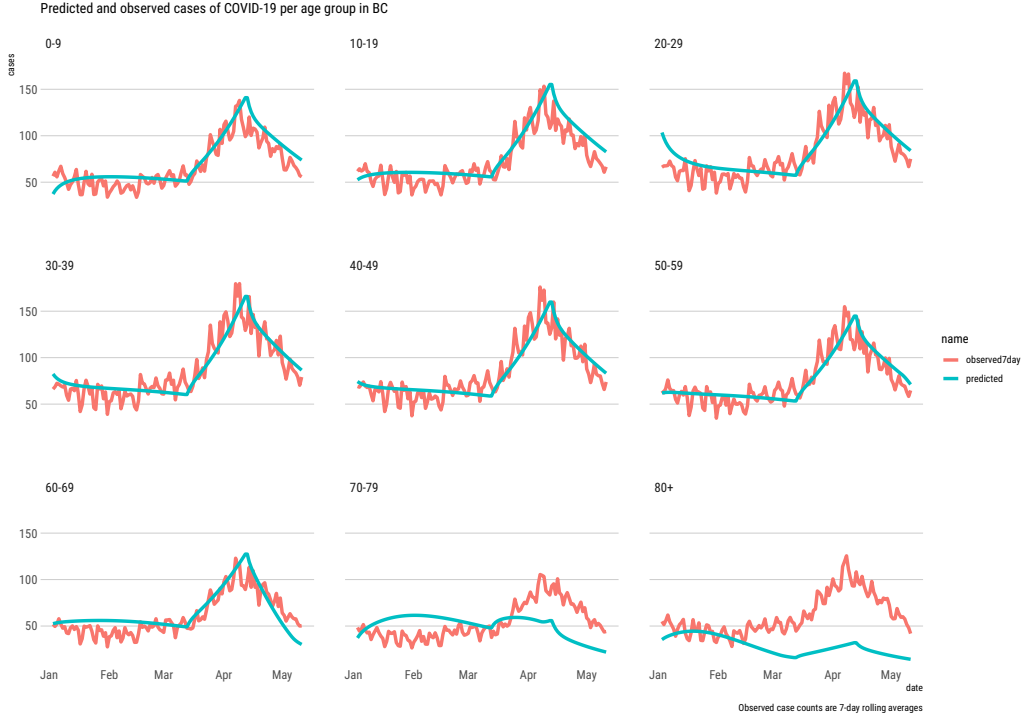 Predicted and observed cases of COVID-19 per age group in BC
0-9
10-19
20-29
cases
150
100
50
30-39
40-49
50-59
150
100
50
name
observed7day
predicted
60-69
70-79
80+
150
100
50
Jan Feb Mar Apr May
Jan Feb Mar Apr May
Jan Feb Mar Apr May
date
Observed case counts are 7-day rolling averages